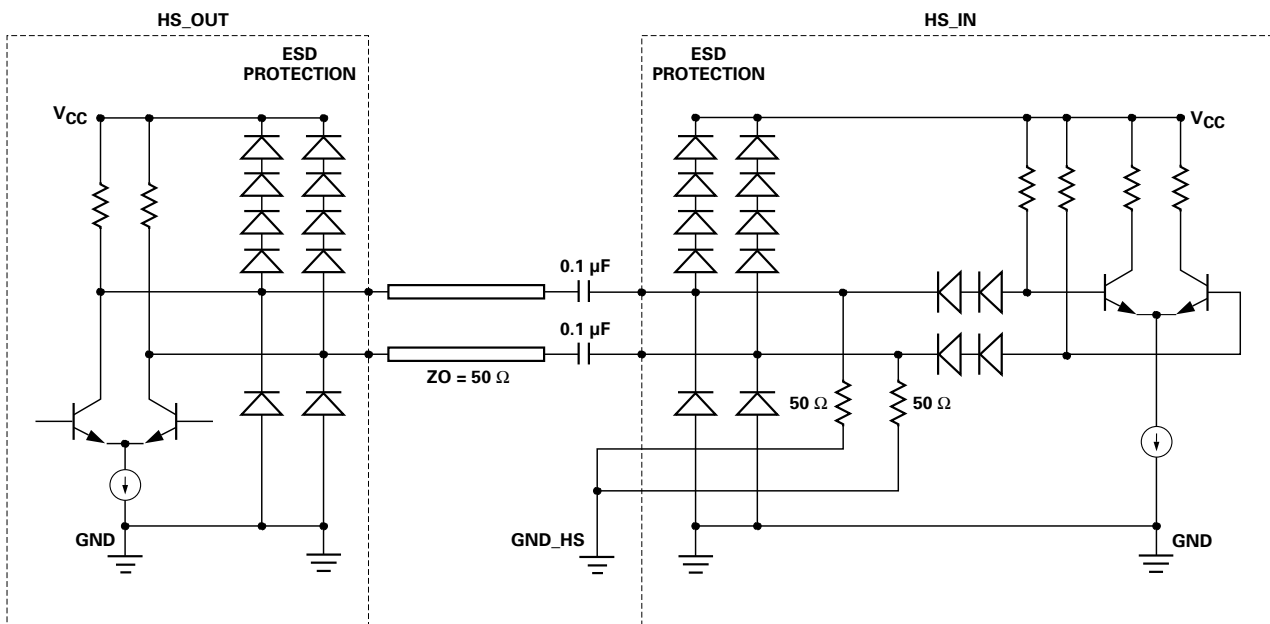 HS_OUT
HS_IN
ESD
PROTECTION
ESD
PROTECTION
VCC
VCC
0.1 µF
0.1 µF
ZO = 50 Ω
50 Ω
50 Ω
GND
GND_HS
GND